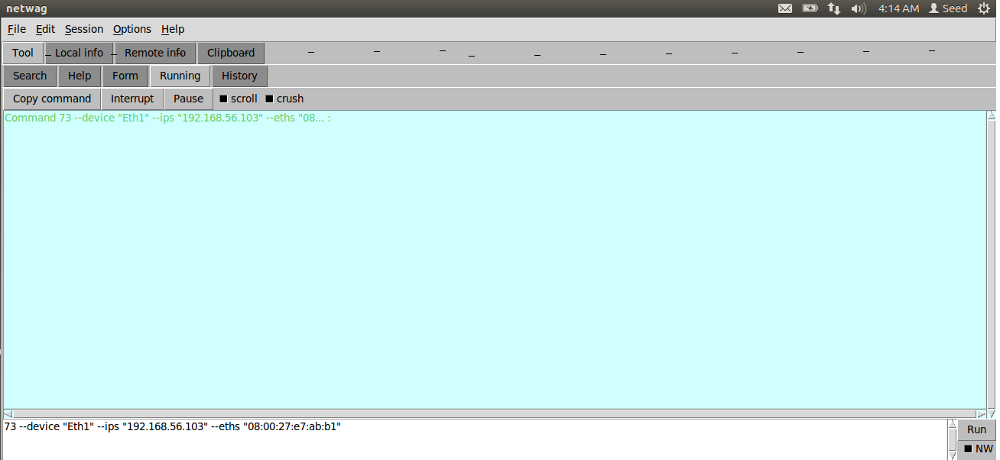 netwag 4:14 AM Seed
File Edit Session Options Help
Tool Local info Remote info Clipboard
Search Help Form Running History
Copy command Interrupt Pause scroll crush
Command 73 --device "Eth1" --ips "192.168.56.103" --eths "08... :
73 --device "Eth1" --ips "192.168.56.103" --eths "08:00:27:e7:ab:b1"
Run
NW